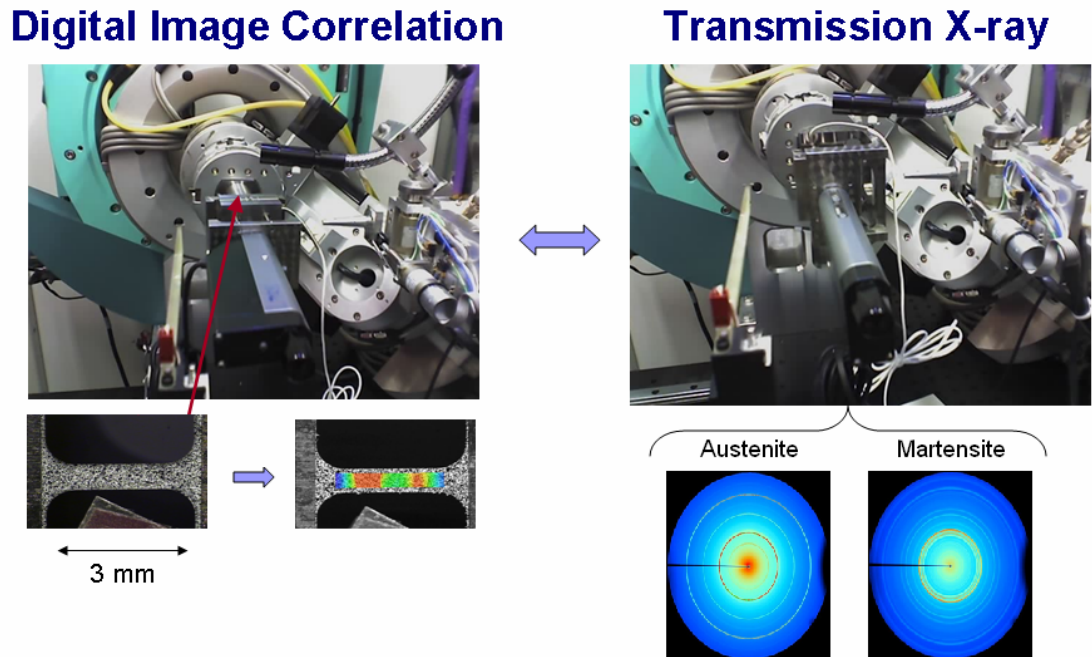 Digital Image Correlation
Transmission X-ray
Austenite
Martensite
3 mm